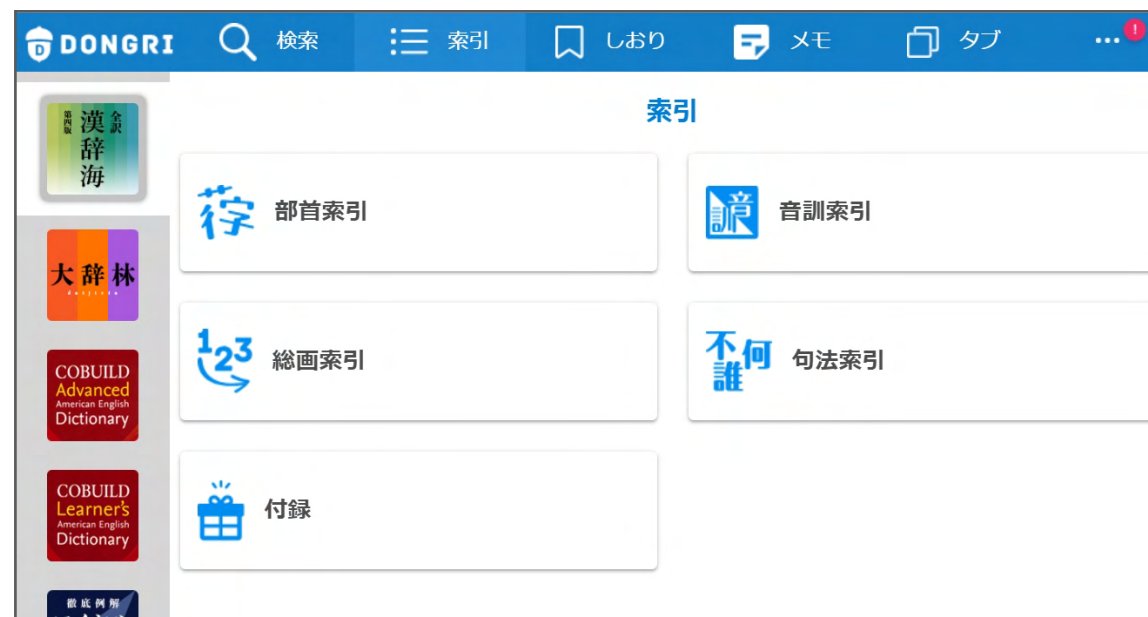 DONGRI
検索
索引
しおり
メモ
タブ
...
!
全訳
漢辞海
第四版
大辞林
daijirin
COBUILD
Advanced
American English
Dictionary
COBUILD
Learner's
American English
Dictionary
徹底例解
索引
部首索引
音訓索引
123
総画索引
不何
誰
句法索引
付録